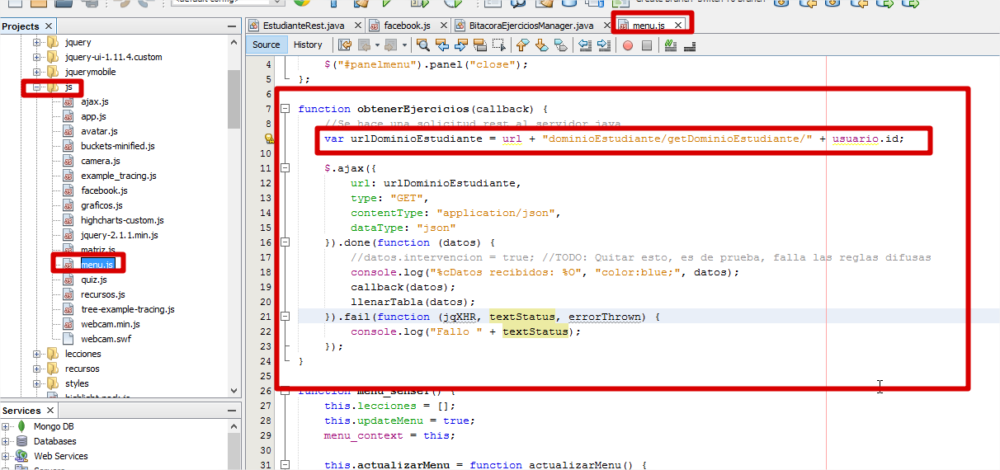 <default config>
Create Branch Switch To Branch
Projects
jquery
jquery-ui-1.11.4.custom
jquerymobile
js
ajax.js
app.js
avatar.js
buckets-minified.js
camera.js
example_tracing.js
facebook.js
graficos.js
highcharts-custom.js
jquery-2.1.1.min.js
matriz.js
menu.js
quiz.js
recursos.js
tree-example-tracing.js
webcam.min.js
webcam.swf
lecciones
recursos
styles
Services
Mongo DB
Databases
Web Services
Servers
EstudianteRest.java
facebook.js
BitacoraEjerciciosManager.java
menu.js
Source History
4 $("#panelmenu").panel("close");
5 };
6
7 function obtenerEjercicios(callback) {
8 //Se hace una solicitud rest al servidor java
var urlDominioEstudiante = url + "dominioEstudiante/getDominioEstudiante/" + usuario.id;
10
11 $.ajax({
12 url: urlDominioEstudiante,
13 type: "GET",
14 contentType: "application/json",
15 dataType: "json"
16 }).done(function (datos) {
17 //datos.intervencion = true; //TODO: Quitar esto, es de prueba, falla las reglas difusas
18 console.log("%cDatos recibidos: %O", "color:blue;", datos);
19 callback(datos);
20 llenarTabla(datos);
21 }).fail(function (jqXHR, textStatus, errorThrown) {
22 console.log("Fallo " + textStatus);
23 });
24 }
25
26 function menu_sensei() {
27 this.lecciones = [];
28 this.updateMenu = true;
29 menu_context = this;
30
31 this.actualizarMenu = function actualizarMenu() {